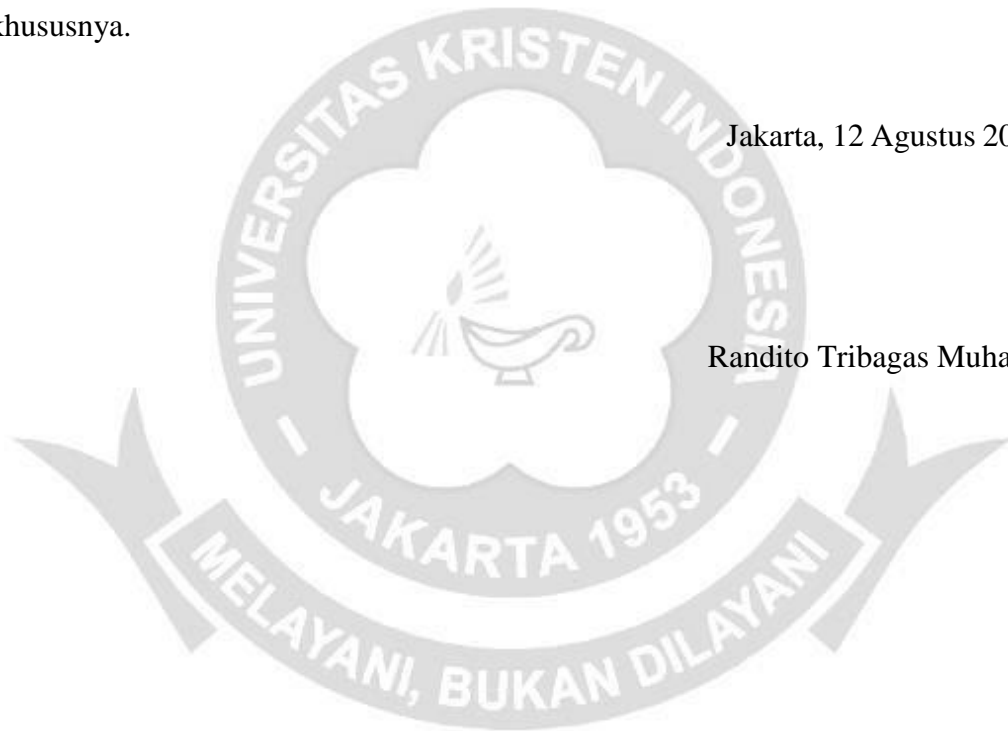 khususnya.
UNIVERSITAS KRISTEN INDONESIA
Jakarta, 12 Agustus 20
Randito Tribagas Muha
- JAKARTA 1953 -
MELAYANI, BUKAN DILAYANI